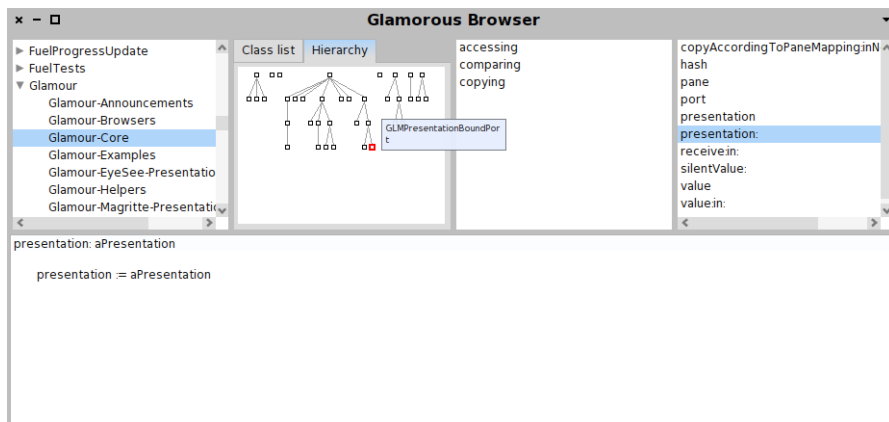 Glamorous Browser
FuelProgressUpdate
FuelTests
Glamour
Glamour-Announcements
Glamour-Browsers
Glamour-Core
Glamour-Examples
Glamour-EyeSee-Presentatio
Glamour-Helpers
Glamour-Magritte-Presentatio
Class list Hierarchy
GLMPresentationBoundPor
t
accessing
comparing
copying
copyAccordingToPaneMapping:inN
hash
pane
port
presentation
presentation:
receive:in:
silentValue:
value
value:in:
presentation: aPresentation
presentation := aPresentation